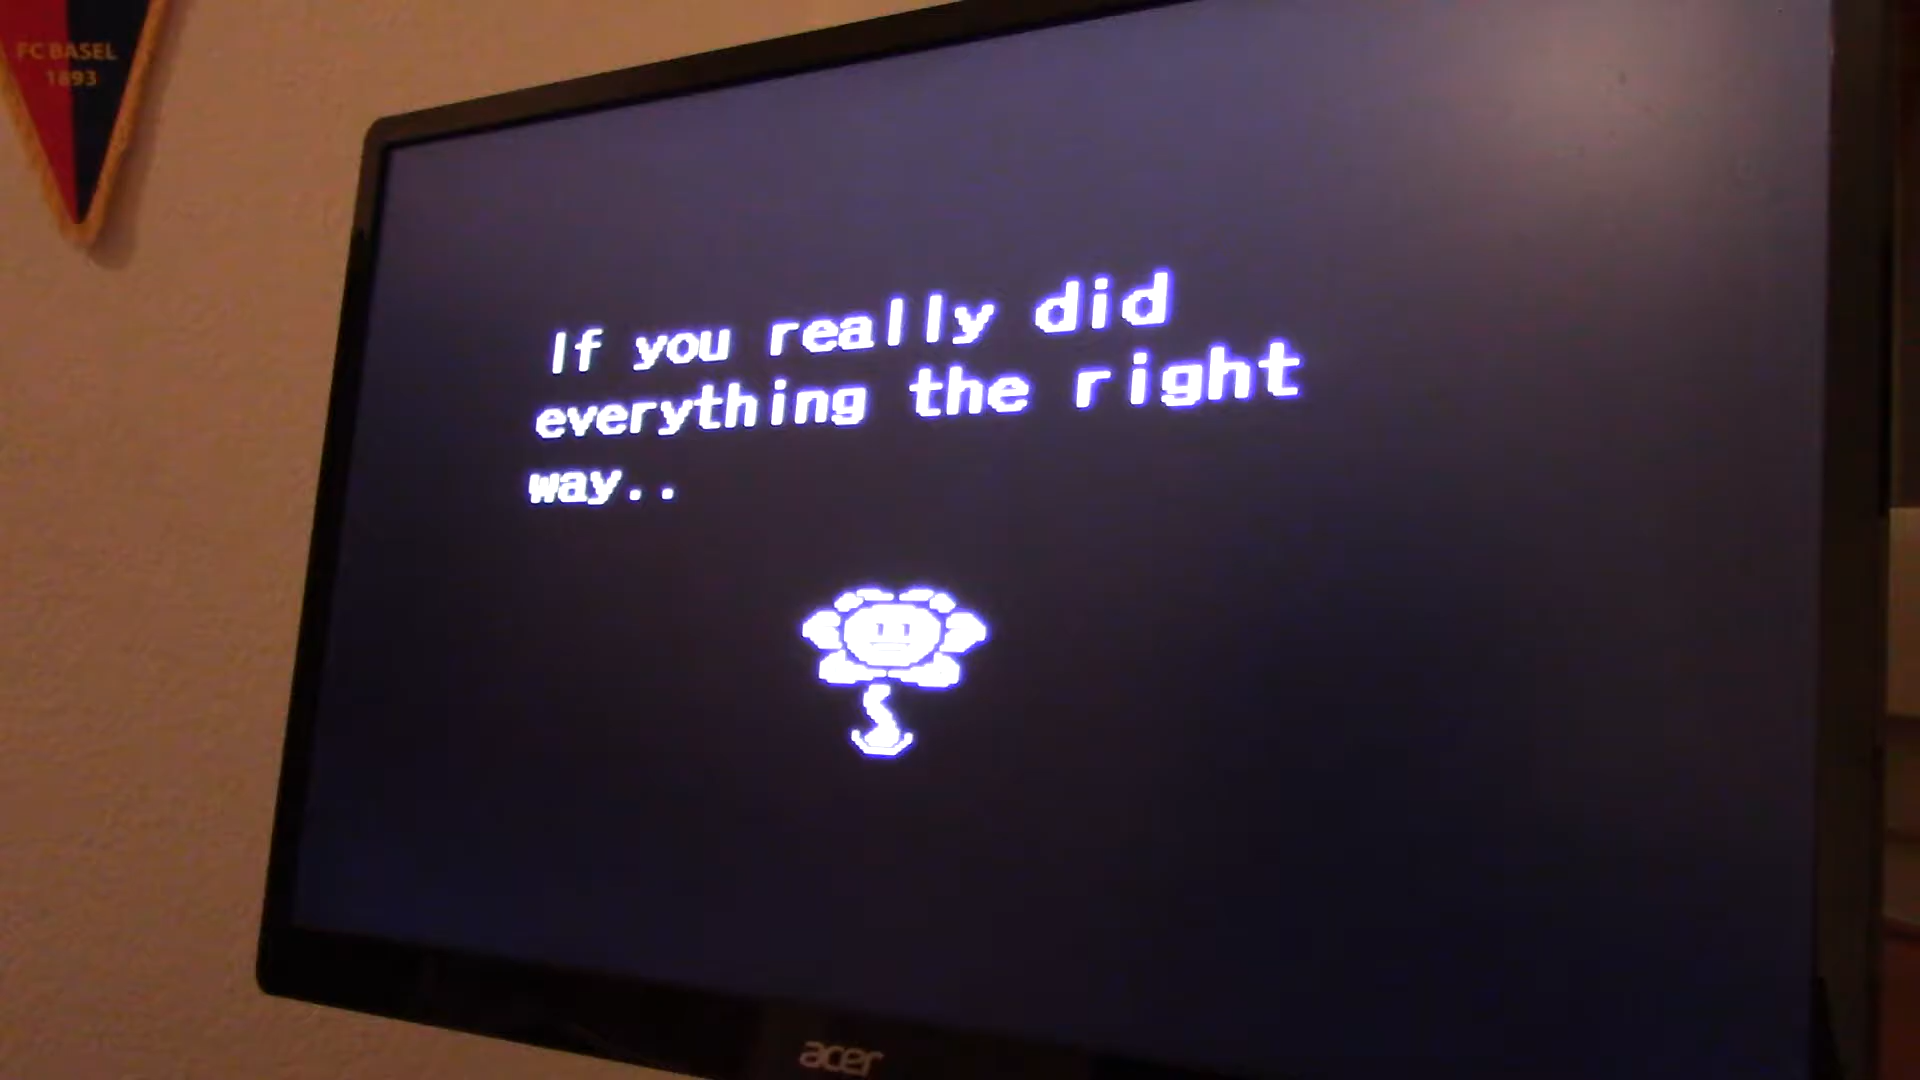 FC BASEL
1893
If you really did
everything the right
way..
acer